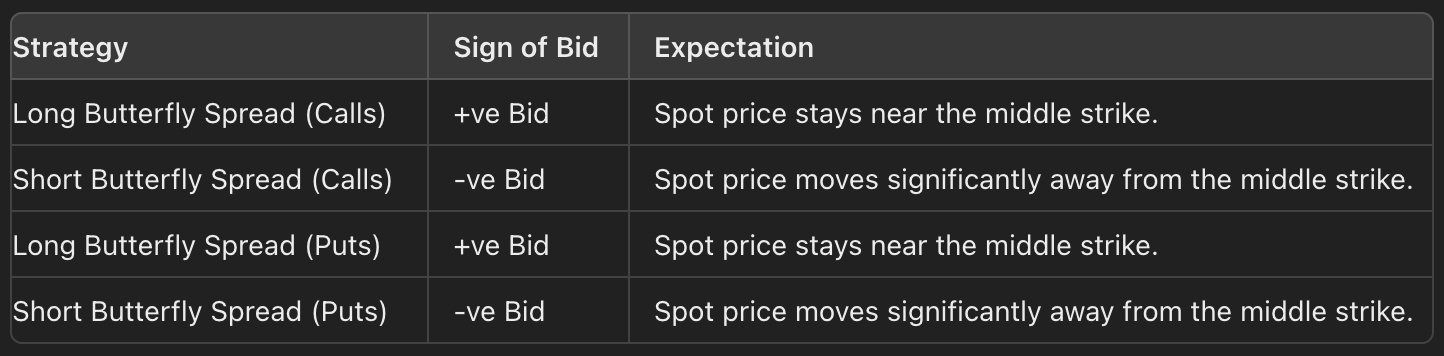 Strategy Sign of Bid Expectation
Long Butterfly Spread (Calls) +ve Bid Spot price stays near the middle strike.
Short Butterfly Spread (Calls) -ve Bid Spot price moves significantly away from the middle strike.
Long Butterfly Spread (Puts) +ve Bid Spot price stays near the middle strike.
Short Butterfly Spread (Puts) -ve Bid Spot price moves significantly away from the middle strike.